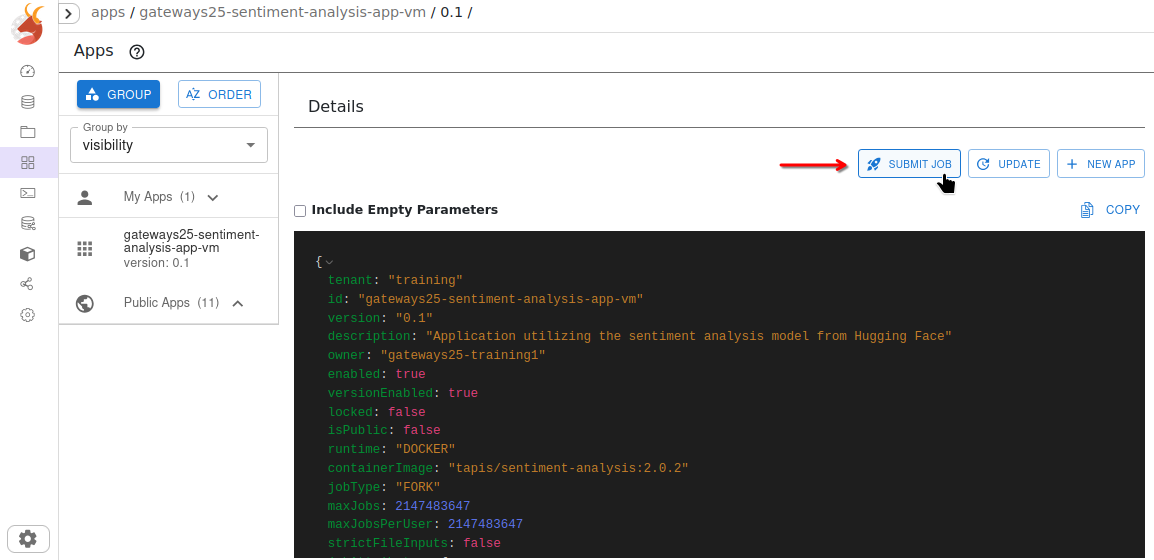 apps / gateways25-sentiment-analysis-app-vm / 0.1 /
Apps
GROUP
AZ ORDER
Group by
visibility
My Apps (1)
gateways25-sentiment-
analysis-app-vm
version: 0.1
Public Apps (11)
Details
SUBMIT JOB
UPDATE
NEW APP
Include Empty Parameters
COPY
{
tenant: "training"
id: "gateways25-sentiment-analysis-app-vm"
version: "0.1"
description: "Application utilizing the sentiment analysis model from Hugging Face"
owner: "gateways25-training1"
enabled: true
versionEnabled: true
locked: false
isPublic: false
runtime: "DOCKER"
containerImage: "tapis/sentiment-analysis:2.0.2"
jobType: "FORK"
maxJobs: 2147483647
maxJobsPerUser: 2147483647
strictFileInputs: false